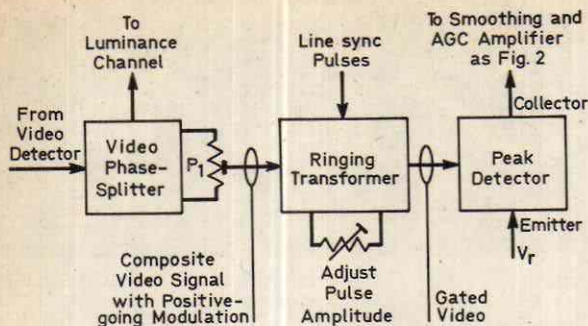 To
Luminance
Channel
From
Video
Detector
Video
Phase-
Splitter
P1
Composite
Video Signal
with Positive-
going Modulation
Line sync
Pulses
Ringing
Transformer
Adjust
Pulse
Amplitude
Gated
Video
To Smoothing and
AGC Amplifier
as Fig. 2
Collector
Peak
Detector
Emitter
Vr